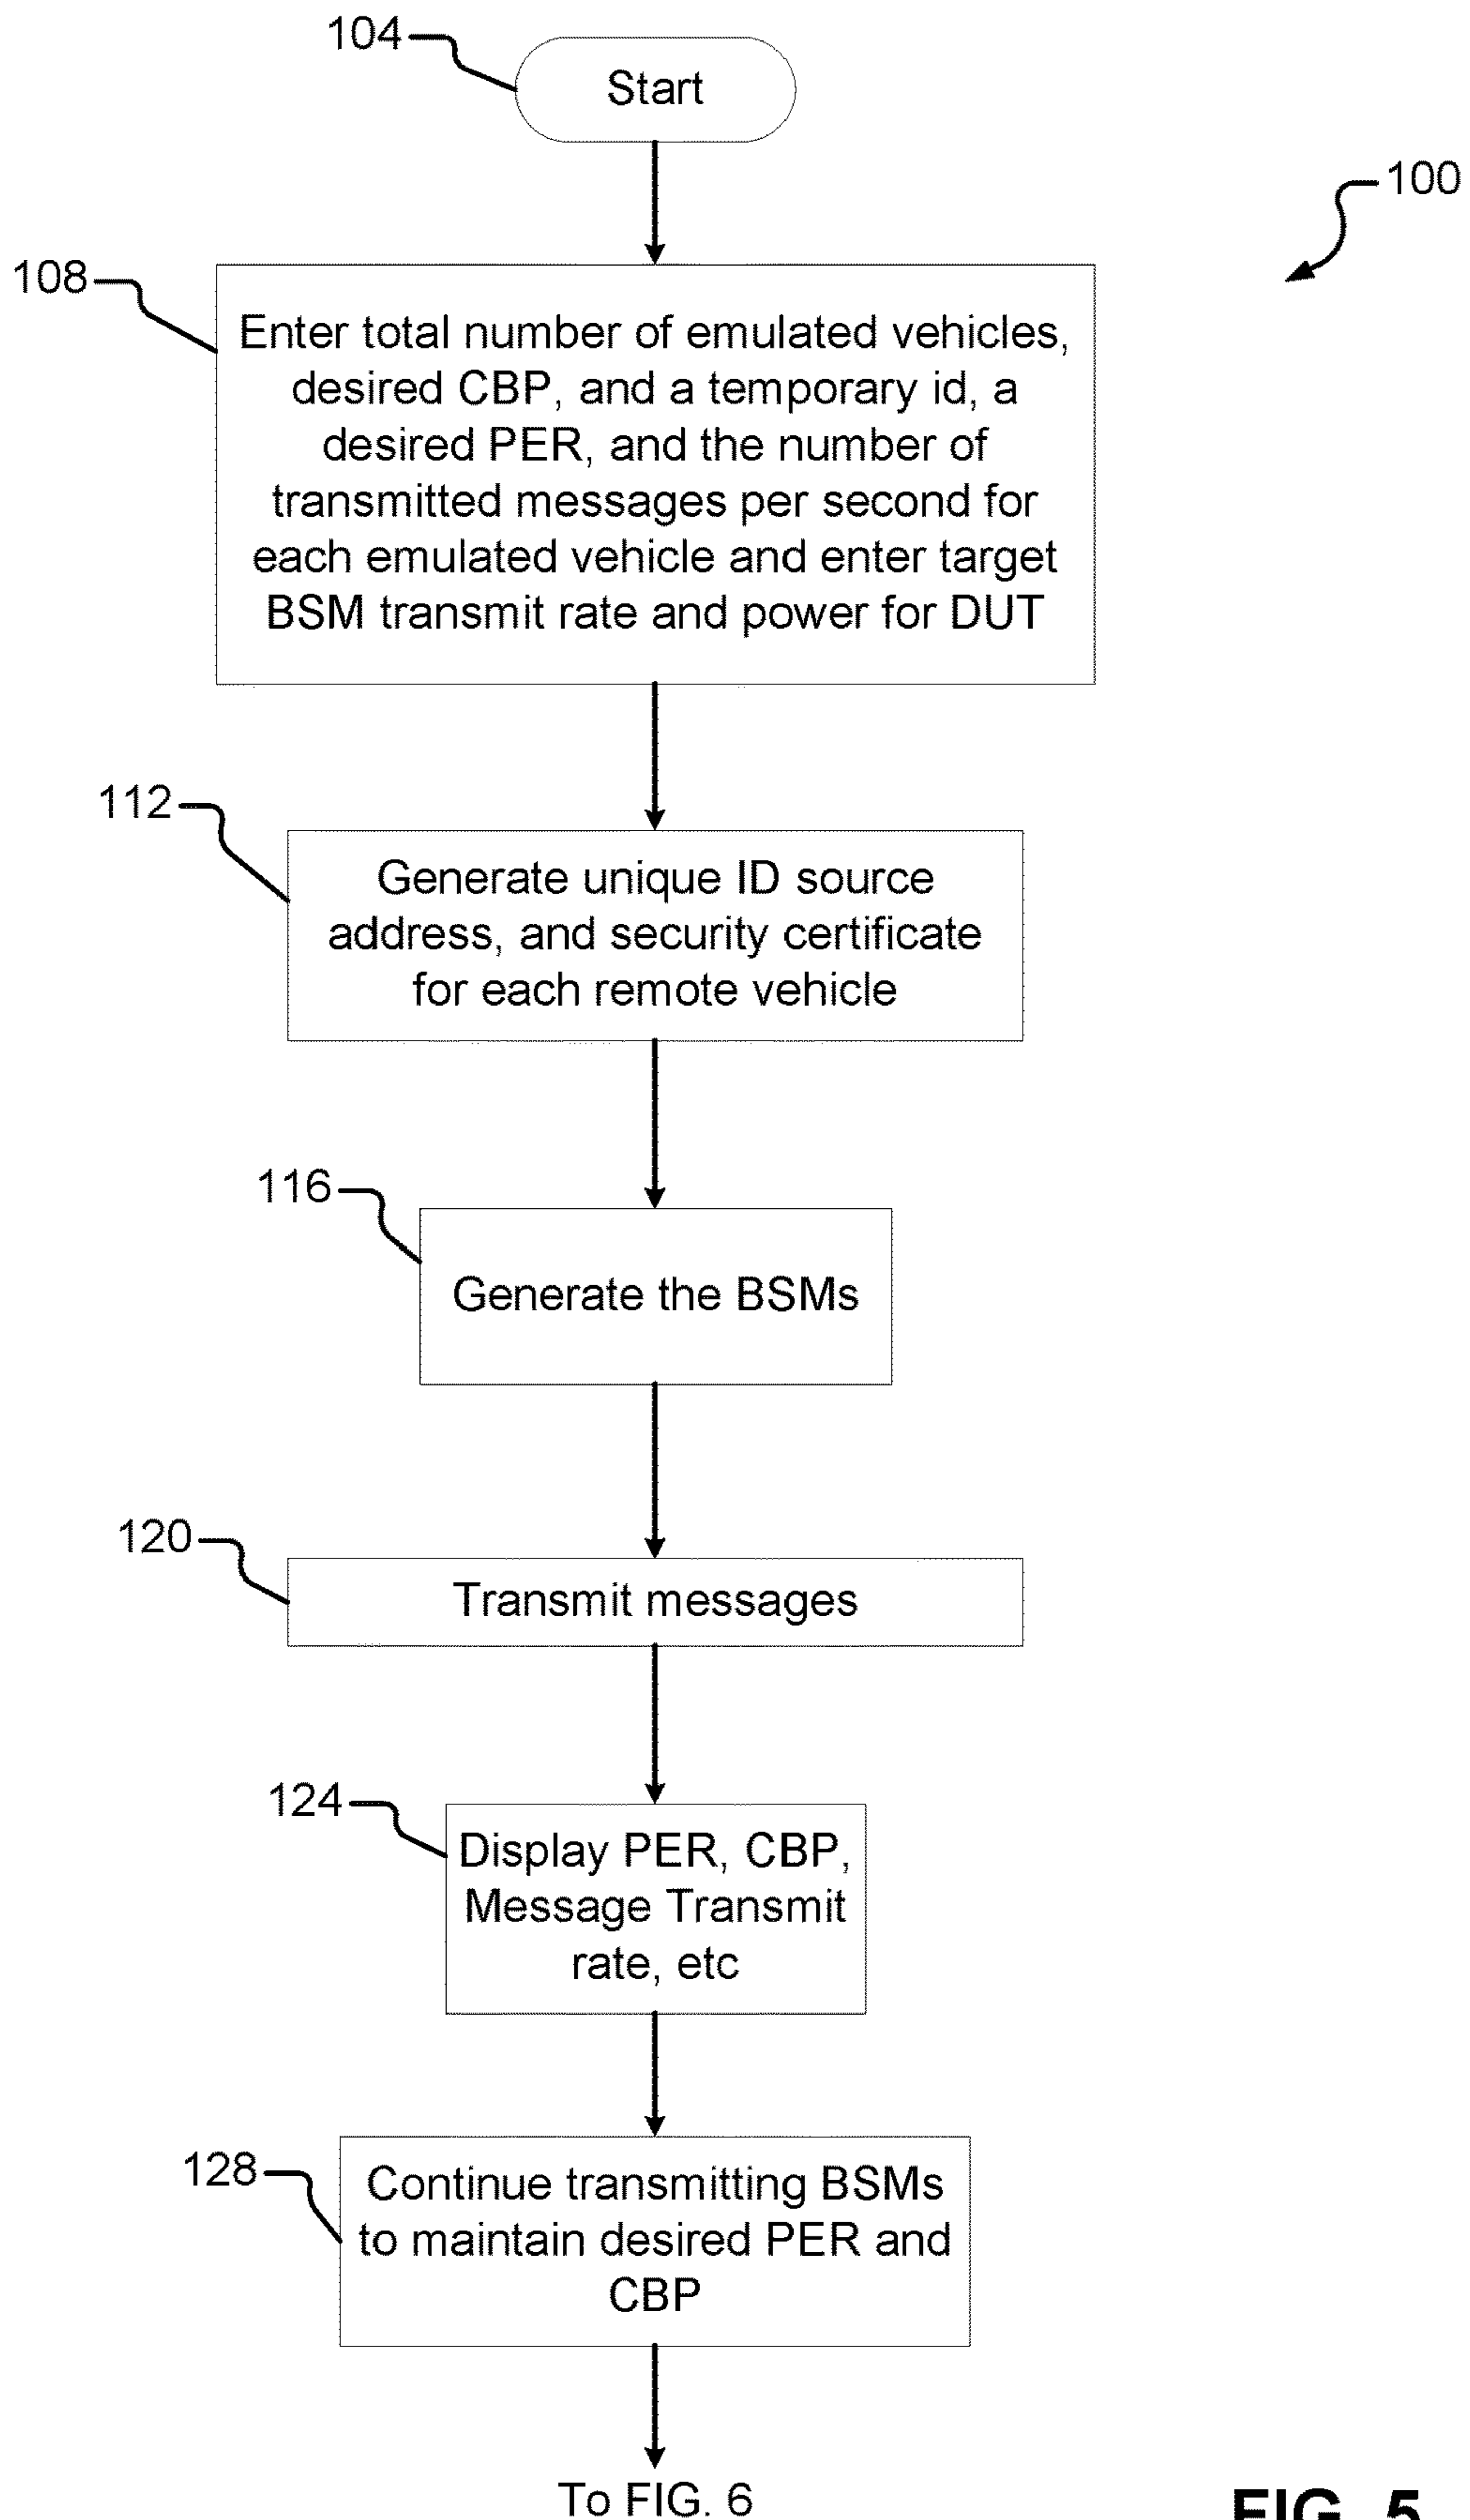 104
Start
100
108
Enter total number of emulated vehicles,
desired CBP, and a temporary id, a
desired PER, and the number of
transmitted messages per second for
each emulated vehicle and enter target
BSM transmit rate and power for DUT
112
Generate unique ID source
address, and security certificate
for each remote vehicle
116
Generate the BSMs
120
Transmit messages
124
Display PER, CBP,
Message Transmit
rate, etc
128
Continue transmitting BSMs
to maintain desired PER and
CBP
To FIG. 6
FIG. 5